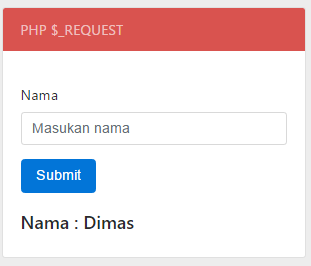 PHP $_REQUEST
Nama
Masukan nama
Submit
Nama : Dimas